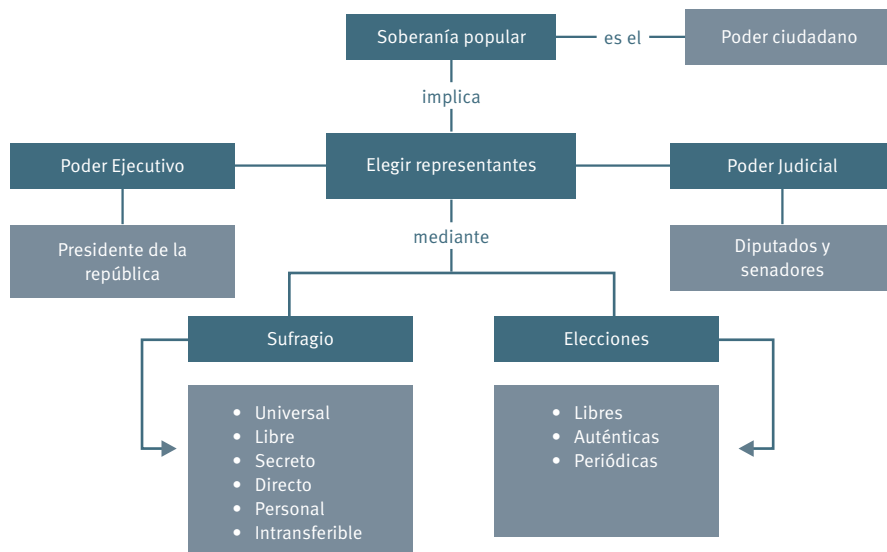 Soberanía popular
es el
Poder ciudadano
implica
Poder Ejecutivo
Elegir representantes
Poder Judicial
Presidente de la
república
mediante
Diputados y
senadores
Sufragio
Elecciones
• Universal
• Libre
• Secreto
• Directo
• Personal
• Intransferible
• Libres
• Auténticas
• Periódicas